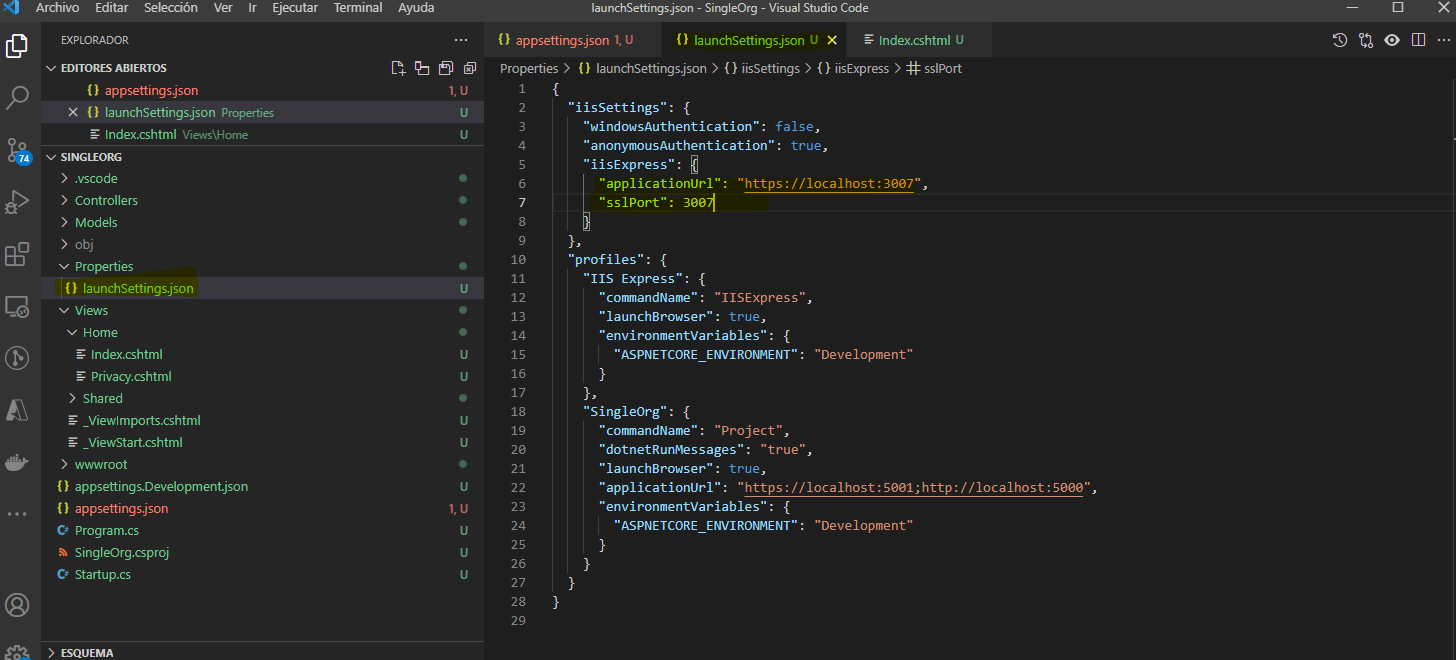 Archivo Editar Selección Ver Ir Ejecutar Terminal Ayuda launchSettings.json - SingleOrg - Visual Studio Code
EXPLORADOR ...
EDITORES ABIERTOS
{} appsettings.json 1, U
{} launchSettings.json Properties U
Index.cshtml Views\Home U
SINGLEORG
.vscode
Controllers
Models
obj
Properties
{} launchSettings.json U
Views
Home
Index.cshtml U
Privacy.cshtml U
Shared
_ViewImports.cshtml U
_ViewStart.cshtml U
wwwroot
{} appsettings.Development.json U
{} appsettings.json 1, U
C# Program.cs U
SingleOrg.csproj U
C# Startup.cs U
ESQUEMA
74
{} appsettings.json 1, U {} launchSettings.json U Index.cshtml U
Properties > {} launchSettings.json > {} iisSettings > {} iisExpress > # sslPort
1 {
2 "iisSettings": {
3 "windowsAuthentication": false,
4 "anonymousAuthentication": true,
5 "iisExpress": {
6 "applicationUrl": "https://localhost:3007",
7 "sslPort": 3007
8 }
9 },
10 "profiles": {
11 "IIS Express": {
12 "commandName": "IISExpress",
13 "launchBrowser": true,
14 "environmentVariables": {
15 "ASPNETCORE_ENVIRONMENT": "Development"
16 }
17 },
18 "SingleOrg": {
19 "commandName": "Project",
20 "dotnetRunMessages": "true",
21 "launchBrowser": true,
22 "applicationUrl": "https://localhost:5001;http://localhost:5000",
23 "environmentVariables": {
24 "ASPNETCORE_ENVIRONMENT": "Development"
25 }
26 }
27 }
28 }
29